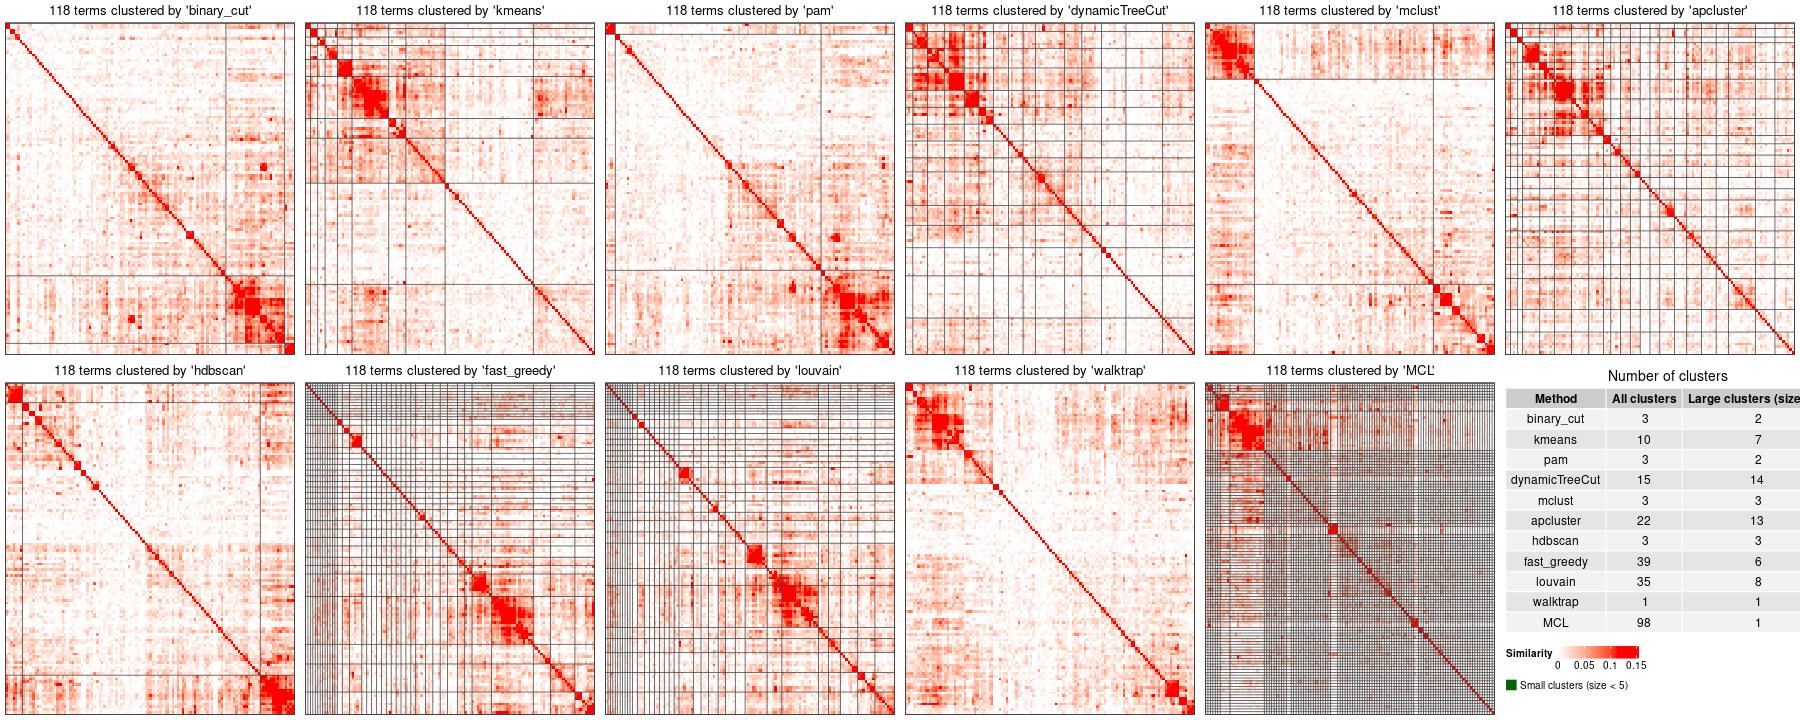 118 terms clustered by 'binary_cut'
118 terms clustered by 'kmeans'
118 terms clustered by 'pam'
118 terms clustered by 'dynamicTreeCut'
118 terms clustered by 'mclust'
118 terms clustered by 'apcluster'
118 terms clustered by 'hdbscan'
118 terms clustered by 'fast_greedy'
118 terms clustered by 'louvain'
118 terms clustered by 'walktrap'
118 terms clustered by 'MCL'
Number of clusters
Method All clusters Large clusters (size
binary_cut 3 2
kmeans 10 7
pam 3 2
dynamicTreeCut 15 14
mclust 3 3
apcluster 22 13
hdbscan 3 3
fast_greedy 39 6
louvain 35 8
walktrap 1 1
MCL 98 1
Similarity
0 0.05 0.1 0.15
Small clusters (size < 5)